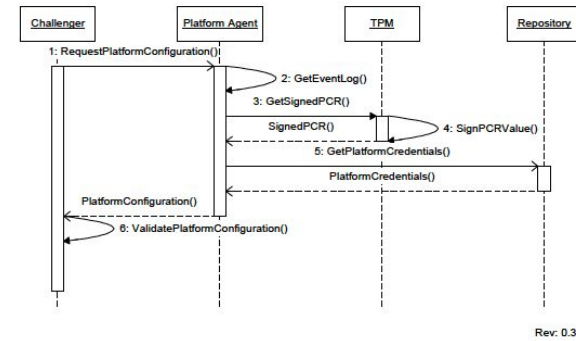 Challenger
Platform Agent
TPM
Repository
1: RequestPlatformConfiguration()
2: GetEventLog()
3: GetSignedPCR()
SignedPCR()
4: SignPCRValue()
5: GetPlatformCredentials()
PlatformCredentials()
PlatformConfiguration()
6: ValidatePlatformConfiguration()
Rev: 0.3